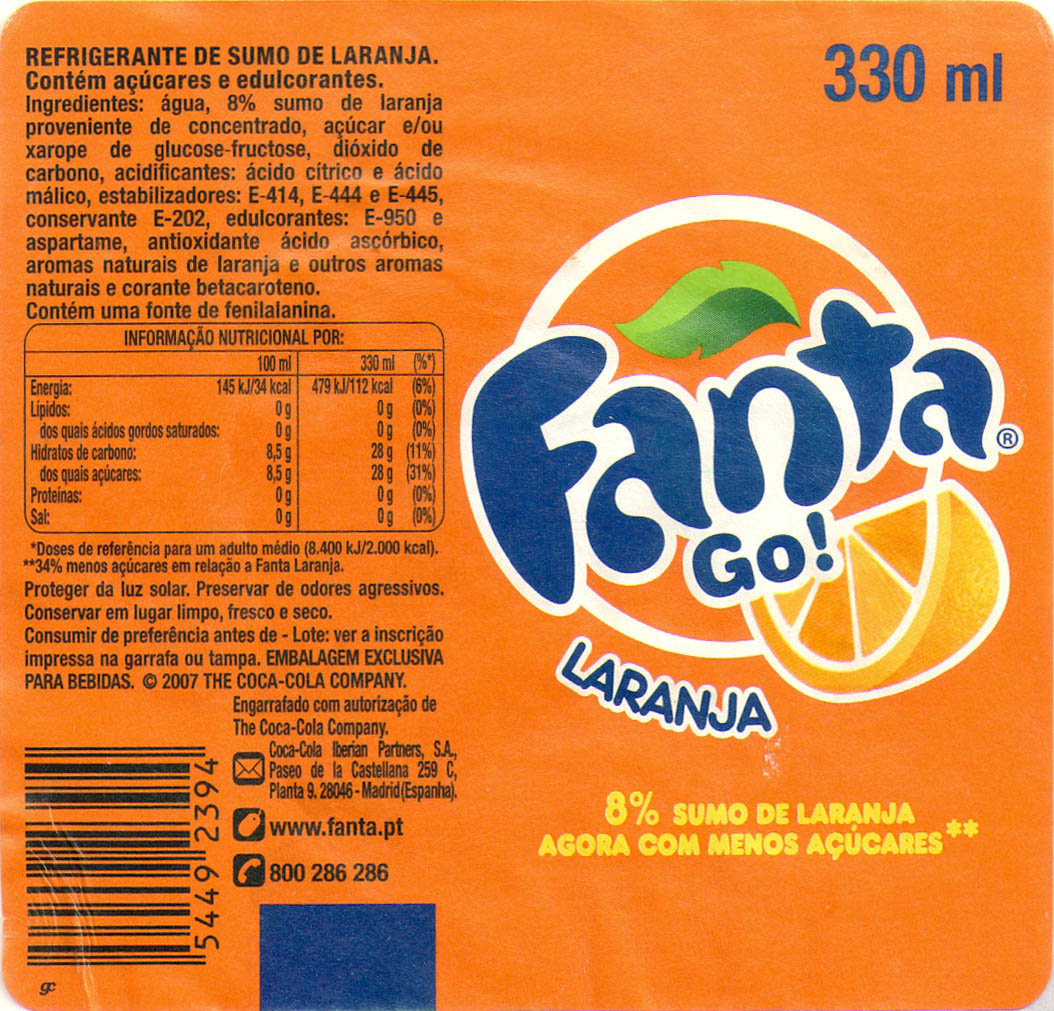 REFRIGERANTE DE SUMO DE LARANJA.
Contém açúcares e edulcorantes.
Ingredientes: água, 8% sumo de laranja
proveniente de concentrado, açúcar e/ou
xarope de glucose-fructose, dióxido de
carbono, acidificantes: ácido cítrico e ácido
málico, estabilizadores: E-414, E-444 e E-445,
conservante E-202, edulcorantes: E-950 e
aspartame, antioxidante ácido ascórbico,
aromas naturais de laranja e outros aromas
naturais e corante betacaroteno.
Contém uma fonte de fenilalanina.
INFORMAÇÃO NUTRICIONAL POR:
100 ml 330 ml (%*)
Energia: 145 kJ/34 kcal 479 kJ/112 kcal (6%)
Lípidos: 0 g 0 g (0%)
dos quais ácidos gordos saturados: 0 g 0 g (0%)
Hidratos de carbono: 8,5 g 28 g (11%)
dos quais açúcares: 8,5 g 28 g (31%)
Proteínas: 0 g 0 g (0%)
Sal: 0 g 0 g (0%)
*Doses de referência para um adulto médio (8.400 kJ/2.000 kcal).
**34% menos açúcares em relação a Fanta Laranja.
Proteger da luz solar. Preservar de odores agressivos.
Conservar em lugar limpo, fresco e seco.
Consumir de preferência antes de - Lote: ver a inscrição
impressa na garrafa ou tampa. EMBALAGEM EXCLUSIVA
PARA BEBIDAS. © 2007 THE COCA-COLA COMPANY.
Engarrafado com autorização de
The Coca-Cola Company.
Coca-Cola Iberian Partners, S.A.,
Paseo de la Castellana 259 C,
Planta 9. 28046 - Madrid (Espanha).
www.fanta.pt
800 286 286
5449 2394
gc
330 ml
Fanta®
GO!
LARANJA
8% SUMO DE LARANJA
AGORA COM MENOS AÇÚCARES**